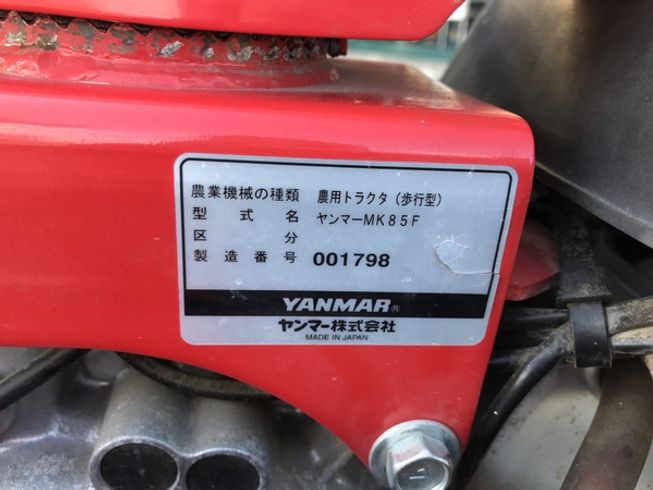 農業機械の種類 農用トラクタ(歩行型)
型式名 ヤンマーMK85F
区分
製造番号 001798
YANMAR®
ヤンマー株式会社
MADE IN JAPAN